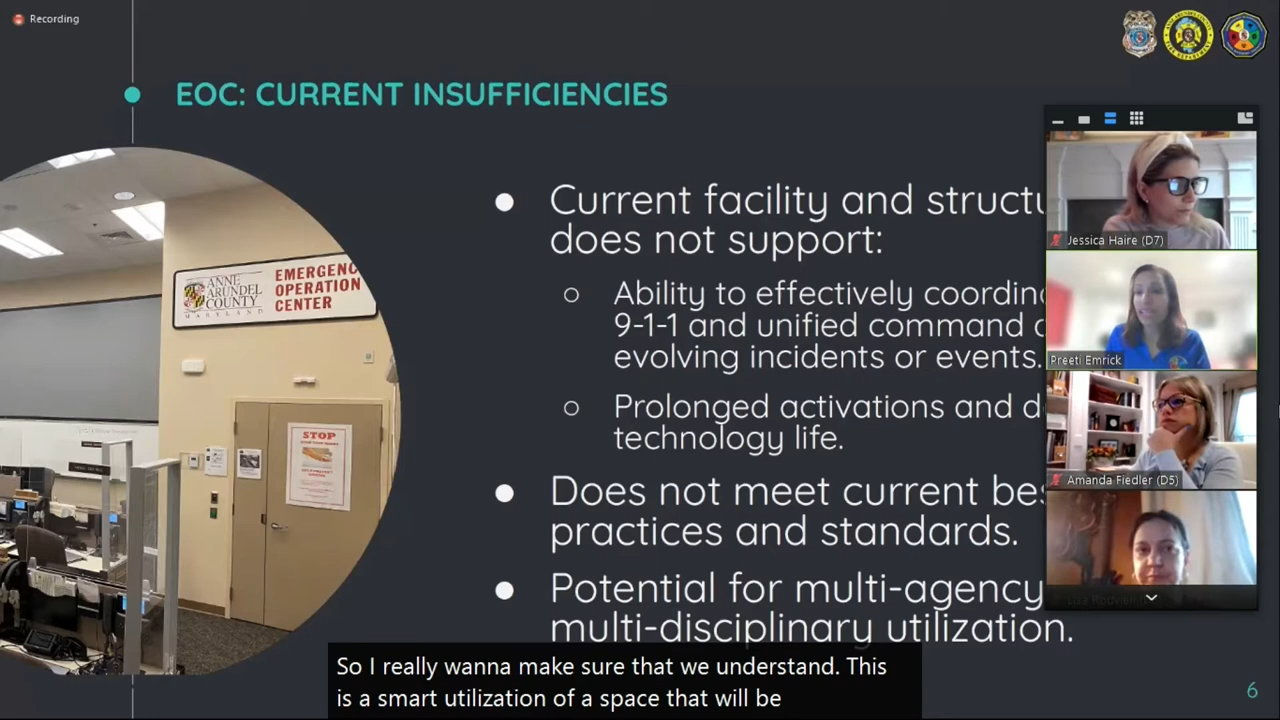 Recording
EOC: CURRENT INSUFFICIENCIES
Current facility and structu
does not support:
Ability to effectively coordin
9-1-1 and unified command
evolving incidents or events.
Prolonged activations and d
technology life.
Does not meet current bes
practices and standards.
Potential for multi-agency
multi-disciplinary utilization.
ANNE
ARUNDEL
COUNTY
MARYLAND
EMERGENC
OPERATION
CENTER
STOP
Jessica Haire (D7)
Preeti Emrick
Amanda Fiedler (D5)
So I really wanna make sure that we understand. This
is a smart utilization of a space that will be
6